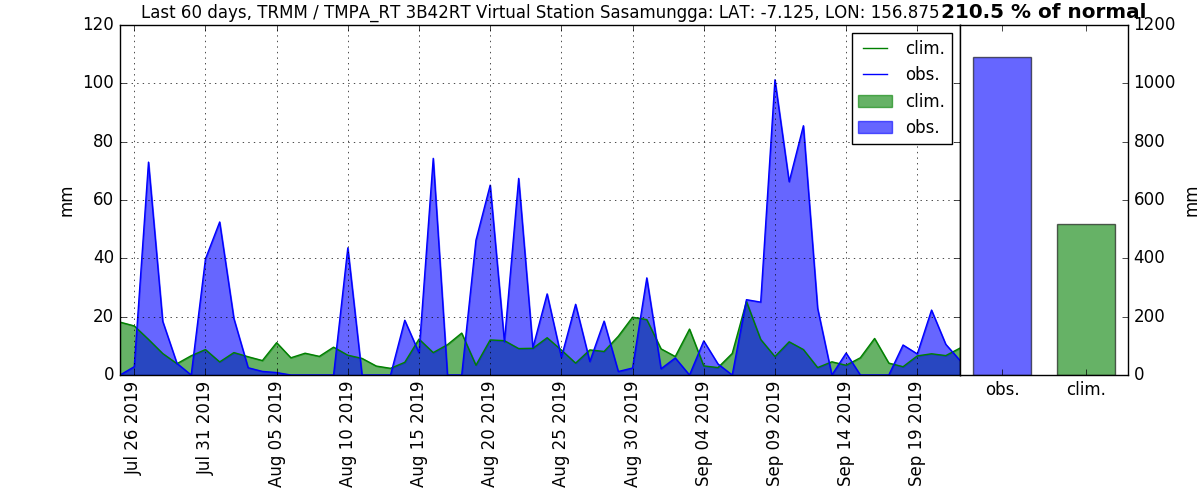 Last 60 days, TRMM / TMPA_RT 3B42RT Virtual Station Sasamungga: LAT: -7.125, LON: 156.875
210.5 % of normal
120
100
80
60
40
20
0
mm
clim.
obs.
clim.
obs.
Jul 26 2019
Jul 31 2019
Aug 05 2019
Aug 10 2019
Aug 15 2019
Aug 20 2019
Aug 25 2019
Aug 30 2019
Sep 04 2019
Sep 09 2019
Sep 14 2019
Sep 19 2019
1200
1000
800
600
400
200
0
mm
obs.
clim.